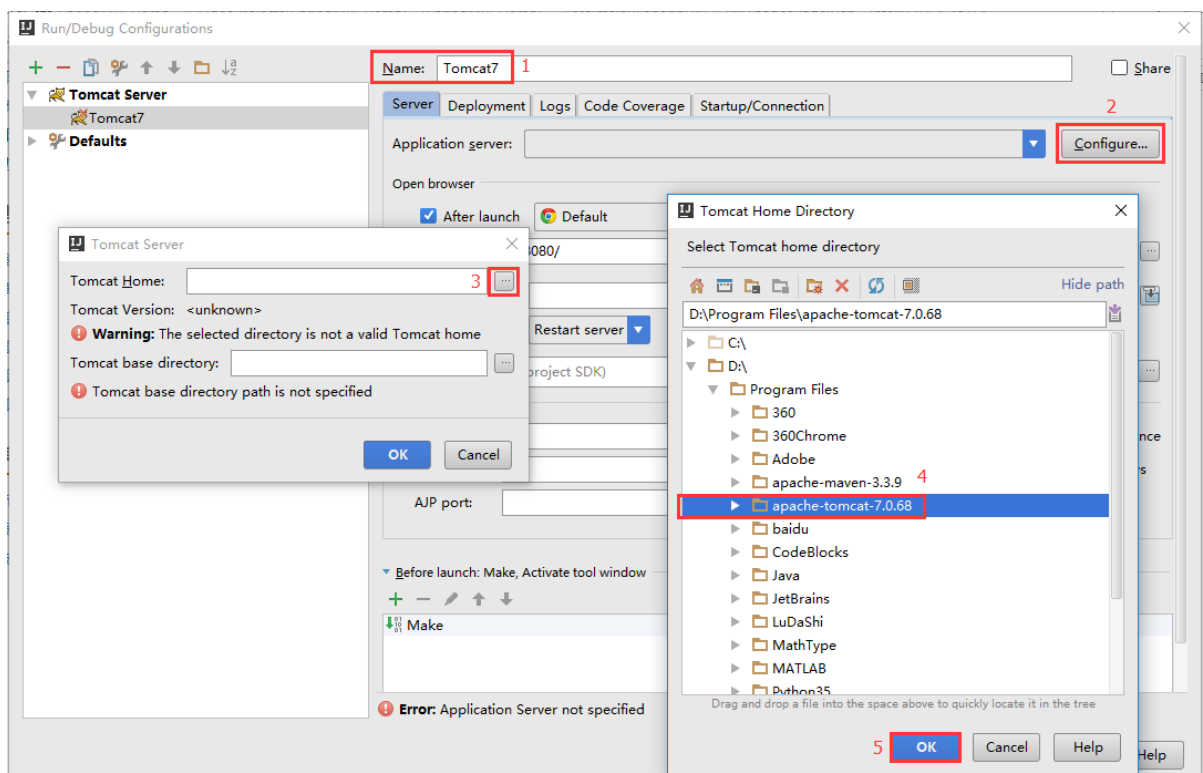 Run/Debug Configurations
Name: Tomcat7 1
Share
Tomcat Server
Tomcat7
Defaults
Server Deployment Logs Code Coverage Startup/Connection
2
Application server: Configure...
Open browser
After launch Default
8080/
Restart server
project SDK)
AJP port:
Before launch: Make, Activate tool window
Make
Error: Application Server not specified
Help
Tomcat Server
Tomcat Home: 3 ...
Tomcat Version: <unknown>
Warning: The selected directory is not a valid Tomcat home
Tomcat base directory: ...
Tomcat base directory path is not specified
OK Cancel
Tomcat Home Directory
Select Tomcat home directory
Hide path
D:\Program Files\apache-tomcat-7.0.68
C:\
D:\
Program Files
360
360Chrome
Adobe
apache-maven-3.3.9 4
apache-tomcat-7.0.68
baidu
CodeBlocks
Java
JetBrains
LuDaShi
MathType
MATLAB
Python35
Drag and drop a file into the space above to quickly locate it in the tree
5 OK Cancel Help